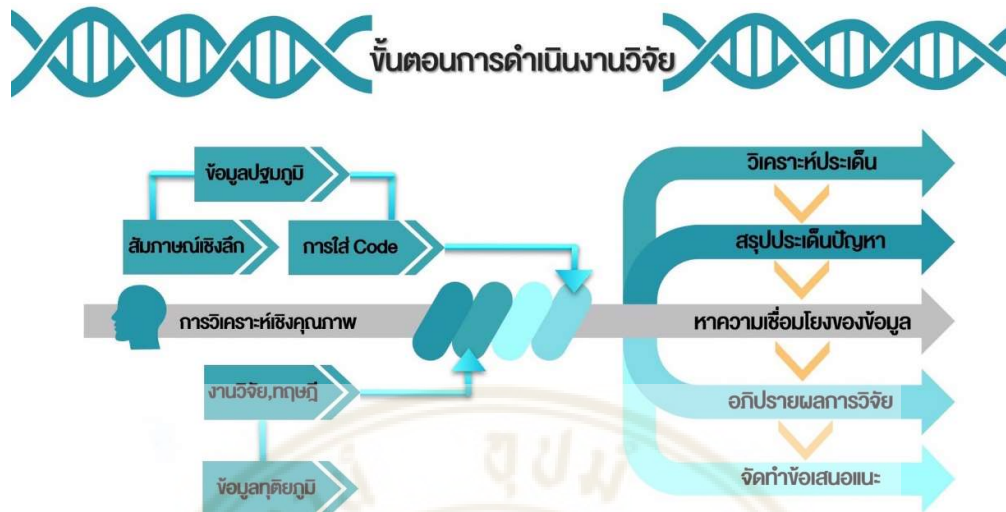 ขั้นตอนการดำเนินงานวิจัย
ข้อมูลปฐมภูมิ
สัมภาษณ์เชิงลึก
การใส่ Code
การวิเคราะห์เชิงคุณภาพ
งานวิจัย,ทฤษฎี
ข้อมูลทุติยภูมิ
วิเคราะห์ประเด็น
สรุปประเด็นปัญหา
หาความเชื่อมโยงของข้อมูล
อภิปรายผลการวิจัย
จัดทำข้อเสนอแนะ